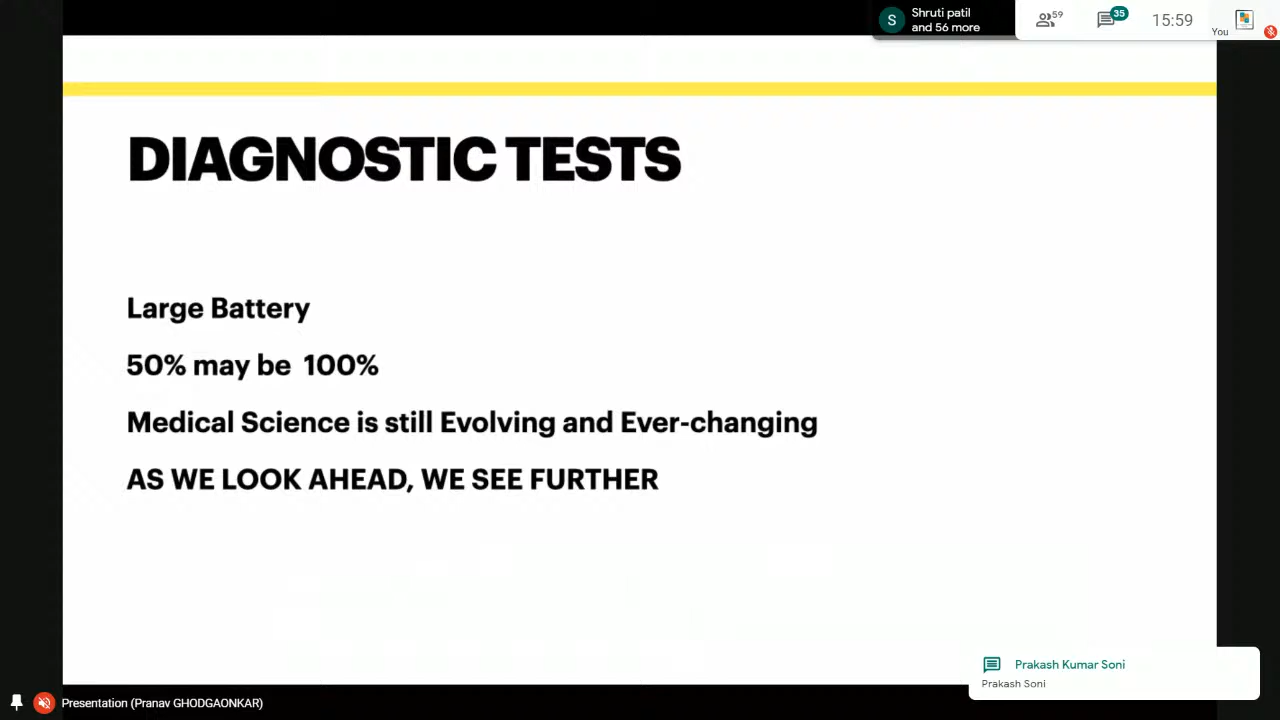 S
Shruti patil
and 56 more
59
35
15:59
You
DIAGNOSTIC TESTS
Large Battery
50% may be 100%
Medical Science is still Evolving and Ever-changing
AS WE LOOK AHEAD, WE SEE FURTHER
Prakash Kumar Soni
Prakash Soni
Presentation (Pranav GHODGAONKAR)